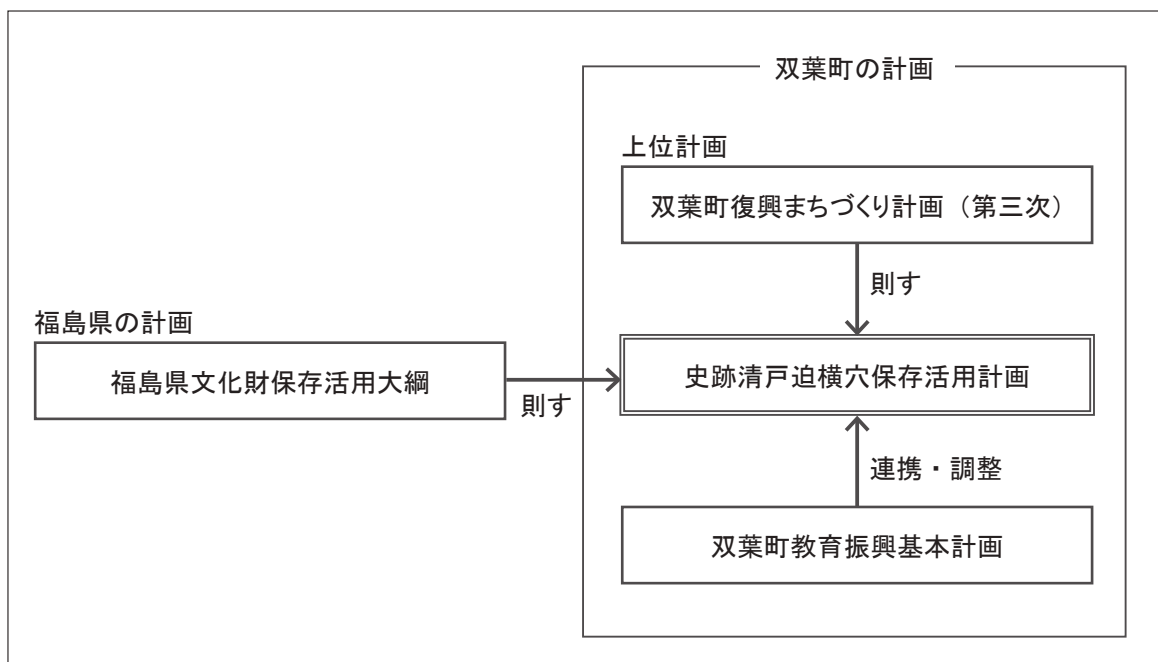 双葉町の計画
上位計画
双葉町復興まちづくり計画（第三次）
則す
福島県の計画
福島県文化財保存活用大綱
則す
史跡清戸迫横穴保存活用計画
連携・調整
双葉町教育振興基本計画